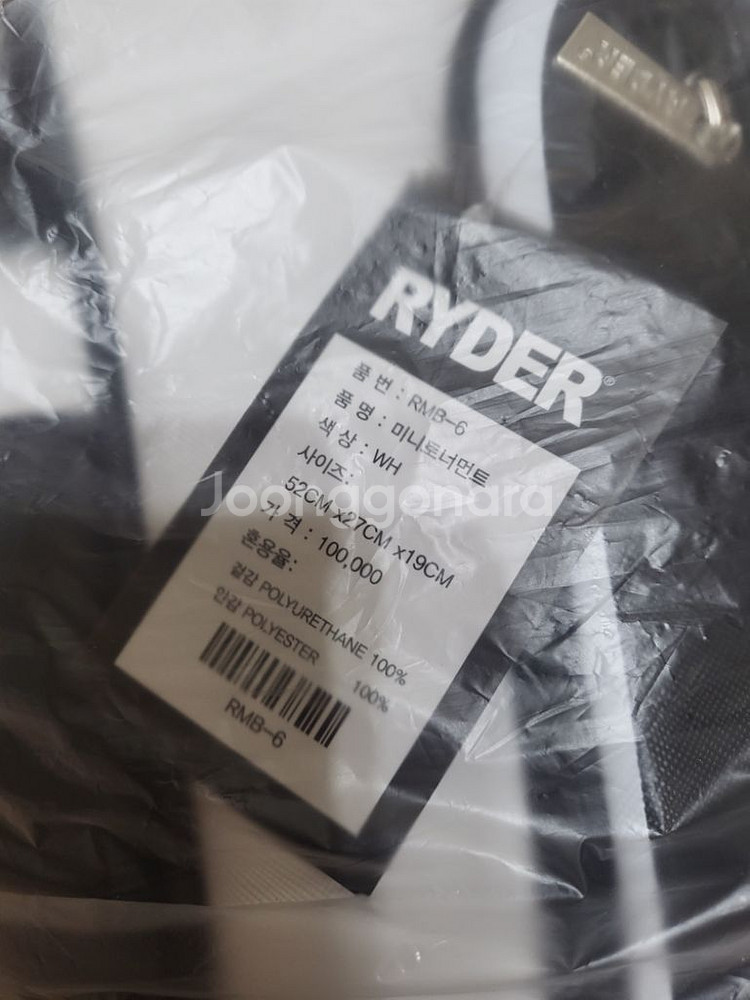 RYDER®
품 번 : RMB-6
품 명 : 미니토너먼트
색 상 : WH
사이즈:
52CM x27CM x19CM
가 격 : 100,000
혼용율:
겉감 POLYURETHANE 100%
안감 POLYESTER 100%
RMB-6
Joonggonara